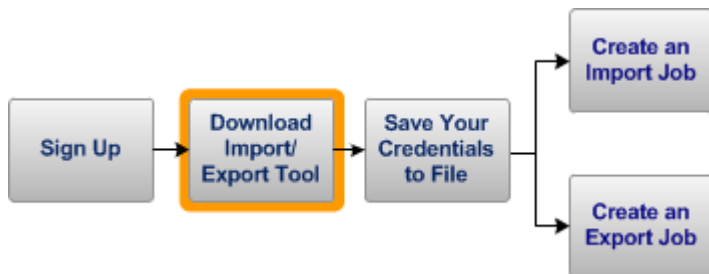 Sign Up
Download
Import/
Export Tool
Save Your
Credentials
to File
Create an
Import Job
Create an
Export Job